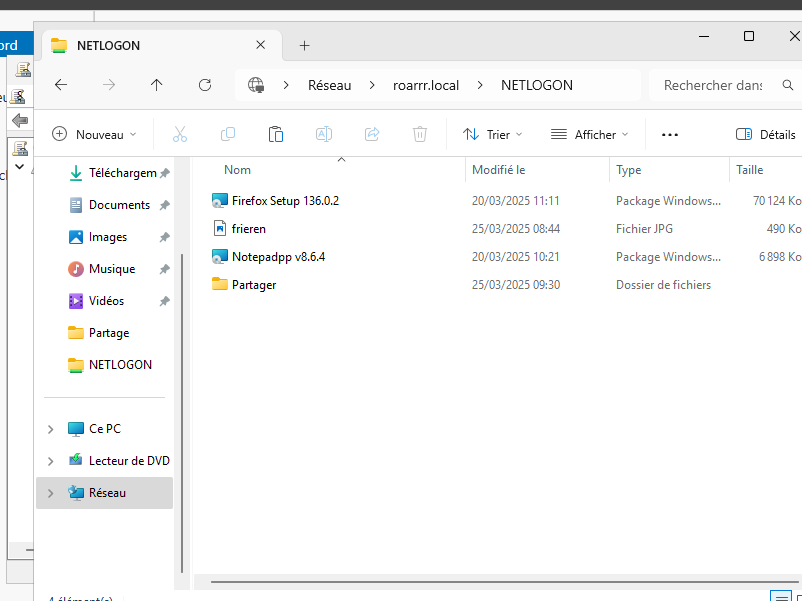 ord
NETLOGON
Réseau
roarrr.local
NETLOGON
Rechercher dans
Nouveau
Trier
Afficher
Détails
Nom
Modifié le
Type
Taille
Téléchargem
Documents
Images
Musique
Vidéos
Partage
NETLOGON
Ce PC
Lecteur de DVD
Réseau
Firefox Setup 136.0.2 20/03/2025 11:11 Package Windows... 70 124 Ko
frieren 25/03/2025 08:44 Fichier JPG 490 Ko
Notepadpp v8.6.4 20/03/2025 10:21 Package Windows... 6 898 Ko
Partager 25/03/2025 09:30 Dossier de fichiers
4 élément(s)